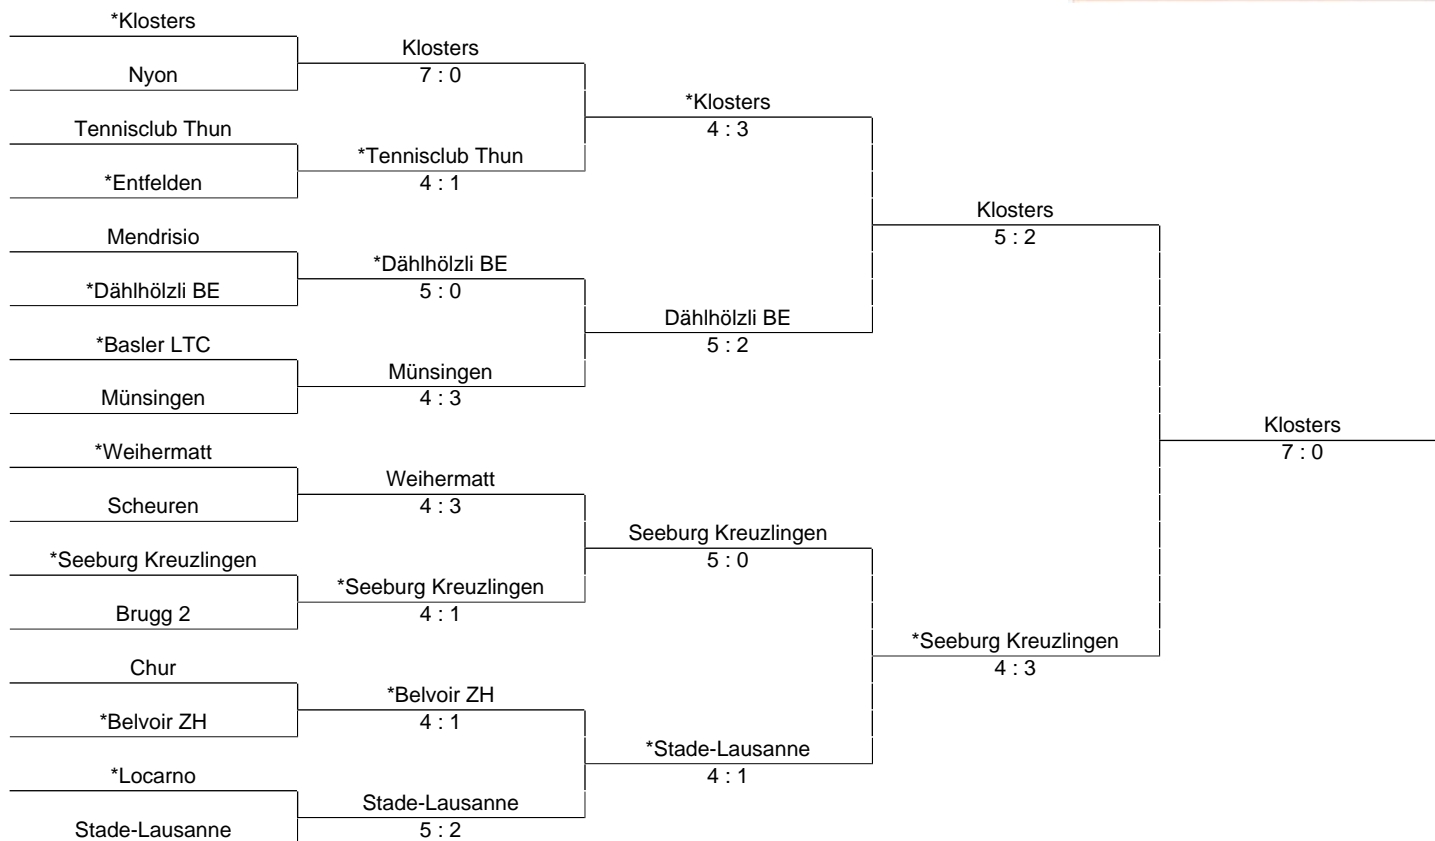 *Klosters
Nyon
Tennisclub Thun
*Entfelden
Mendrisio
*Dählhölzli BE
*Basler LTC
Münsingen
*Weihermatt
Scheuren
*Seeburg Kreuzlingen
Brugg 2
Chur
*Belvoir ZH
*Locarno
Stade-Lausanne
Klosters
7 : 0
*Tennisclub Thun
4 : 1
*Dählhölzli BE
5 : 0
Münsingen
4 : 3
Weihermatt
4 : 3
*Seeburg Kreuzlingen
4 : 1
*Belvoir ZH
4 : 1
Stade-Lausanne
5 : 2
*Klosters
4 : 3
Dählhölzli BE
5 : 2
Seeburg Kreuzlingen
5 : 0
*Stade-Lausanne
4 : 1
Klosters
5 : 2
*Seeburg Kreuzlingen
4 : 3
Klosters
7 : 0